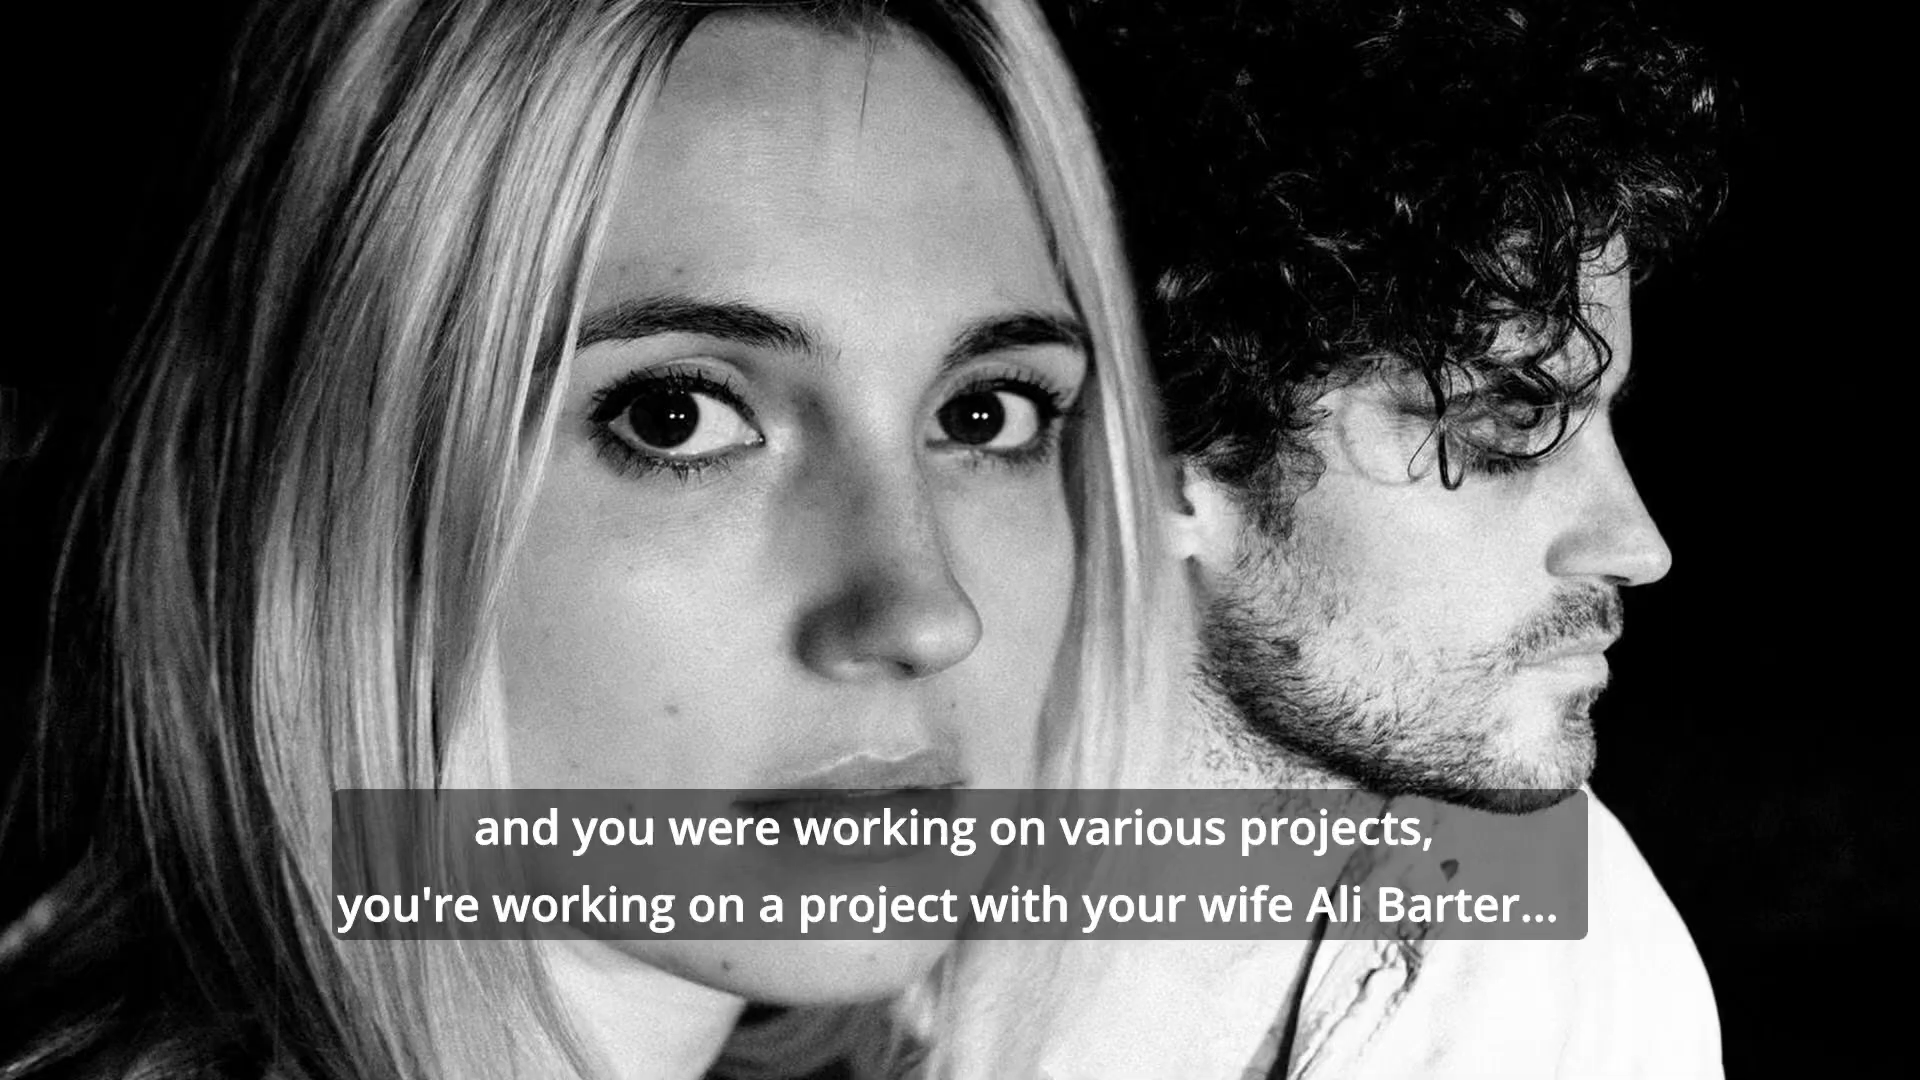 and you were working on various projects,
you're working on a project with your wife Ali Barter...